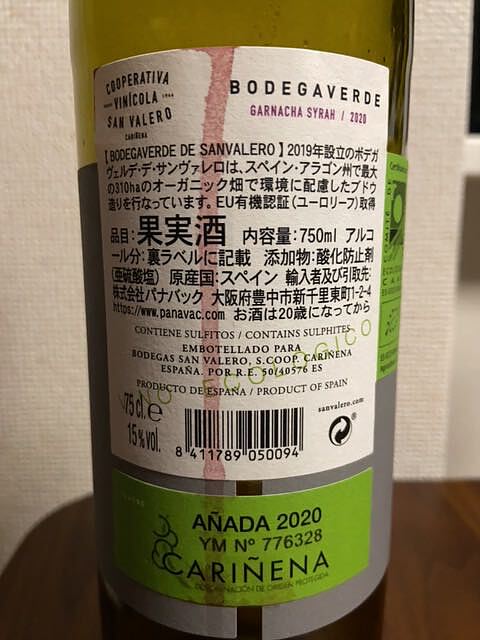 COOPERATIVA
VINÍCOLA
SAN VALERO
CARIÑENA
BODEGAVERDE
GARNACHA SYRAH / 2020
【 BODEGAVERDE DE SANVALERO 】 2019年設立のボデガ
ヴェルデ・デ・サンヴァレロは、スペイン・アラゴン州で最大
の310haのオーガニック畑で環境に配慮したブドウ
造りを行なっています。EU有機認証(ユーロリーフ)取得
品目:果実酒 内容量:750ml アルコ
ール分:裏ラベルに記載 添加物:酸化防止剤
(亜硫酸塩) 原産国:スペイン 輸入者及び引取先:
株式会社パナバック 大阪府豊中市新千里東町1-2-4
https://www.panavac.com お酒は20歳になってから
CONTIENE SULFITOS / CONTAINS SULPHITES
EMBOTELLADO PARA
BODEGAS SAN VALERO, S.COOP. CARIÑENA
ESPAÑA. POR R.E. 50/40576 ES
PRODUCTO DE ESPAÑA / PRODUCT OF SPAIN
VINO ECOLÓGICO
75 cl. e
15% vol.
sanvalero.com
8 411789 050094
AÑADA 2020
YM Nº 776328
CARIÑENA
DENOMINACIÓN DE ORIGEN PROTEGIDA